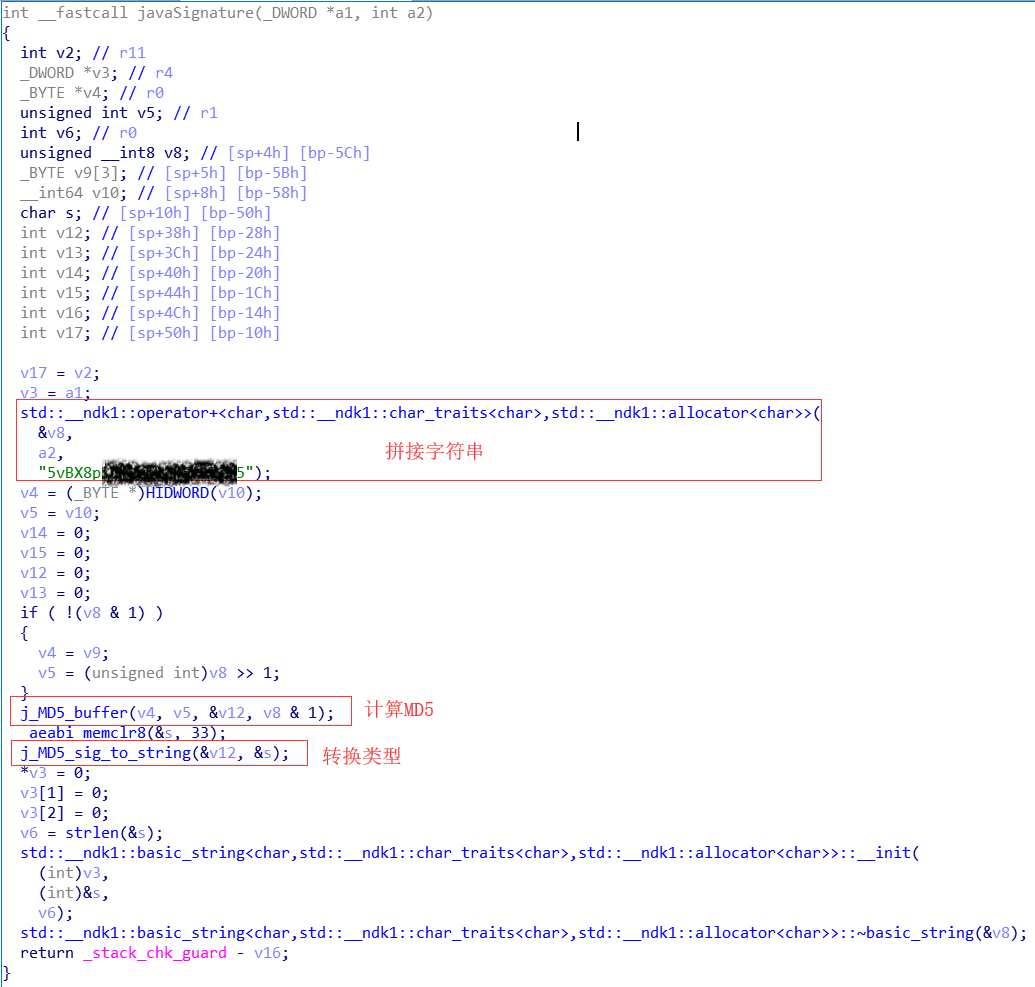 int __fastcall javaSignature(_DWORD *a1, int a2)
{
int v2; // r11
_DWORD *v3; // r4
_BYTE *v4; // r0
unsigned int v5; // r1
int v6; // r0
unsigned __int8 v8; // [sp+4h] [bp-5Ch]
_BYTE v9[3]; // [sp+5h] [bp-5Bh]
__int64 v10; // [sp+8h] [bp-58h]
char s; // [sp+10h] [bp-50h]
int v12; // [sp+38h] [bp-28h]
int v13; // [sp+3Ch] [bp-24h]
int v14; // [sp+40h] [bp-20h]
int v15; // [sp+44h] [bp-1Ch]
int v16; // [sp+4Ch] [bp-14h]
int v17; // [sp+50h] [bp-10h]
v17 = v2;
v3 = a1;
std::__ndk1::operator+<char,std::__ndk1::char_traits<char>,std::__ndk1::allocator<char>>(
&v8,
a2, 拼接字符串
"5vBX8p 5");
v4 = (_BYTE *)HIDWORD(v10);
v5 = v10;
v14 = 0;
v15 = 0;
v12 = 0;
v13 = 0;
if ( !(v8 & 1) )
{
v4 = v9;
v5 = (unsigned int)v8 >> 1;
}
j_MD5_buffer(v4, v5, &v12, v8 & 1); 计算MD5
_aeabi_memclr8(&s, 33);
j_MD5_sig_to_string(&v12, &s); 转换类型
*v3 = 0;
v3[1] = 0;
v3[2] = 0;
v6 = strlen(&s);
std::__ndk1::basic_string<char,std::__ndk1::char_traits<char>,std::__ndk1::allocator<char>>::__init(
(int)v3,
(int)&s,
v6);
std::__ndk1::basic_string<char,std::__ndk1::char_traits<char>,std::__ndk1::allocator<char>>::~basic_string(&v8);
return _stack_chk_guard - v16;
}